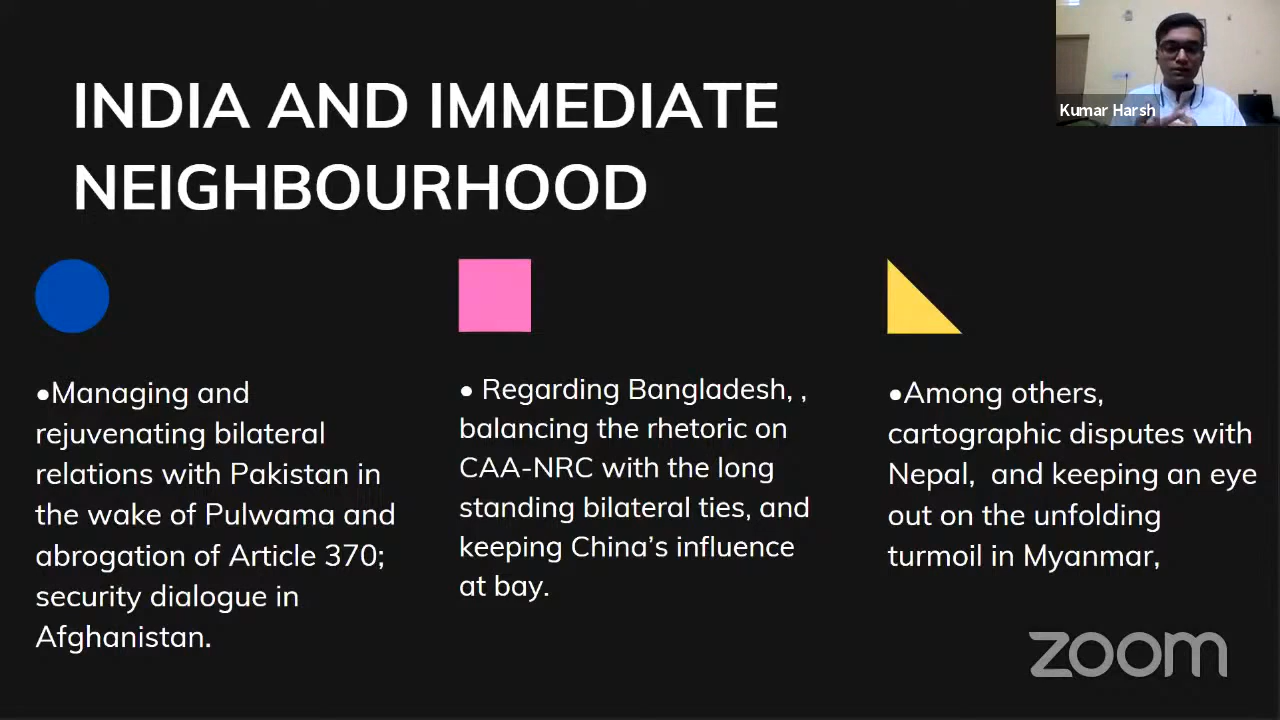 INDIA AND IMMEDIATE
NEIGHBOURHOOD
Kumar Harsh
●Managing and
rejuvenating bilateral
relations with Pakistan in
the wake of Pulwama and
abrogation of Article 370;
security dialogue in
Afghanistan.
● Regarding Bangladesh, ,
balancing the rhetoric on
CAA-NRC with the long
standing bilateral ties, and
keeping China’s influence
at bay.
●Among others,
cartographic disputes with
Nepal,  and keeping an eye
out on the unfolding
turmoil in Myanmar,
zoom